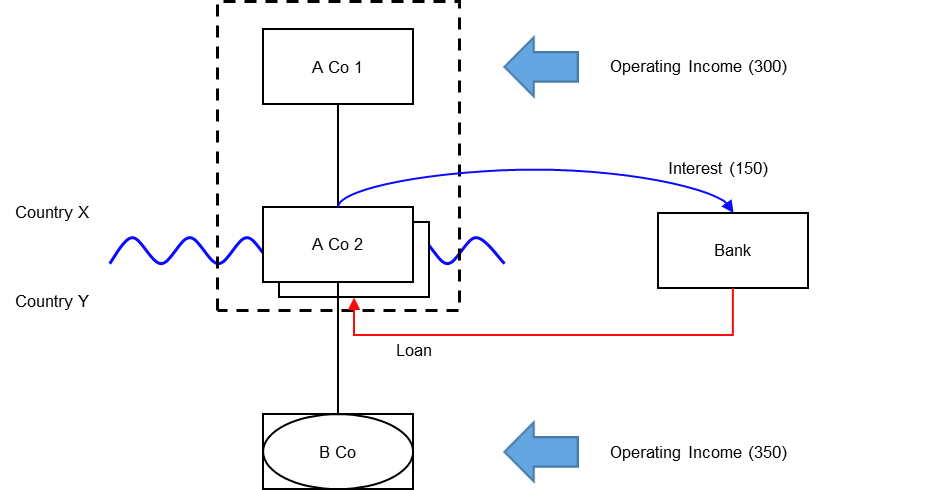 A Co 1
Operating Income (300)
Interest (150)
Country X
A Co 2
Bank
Country Y
Loan
B Co
Operating Income (350)